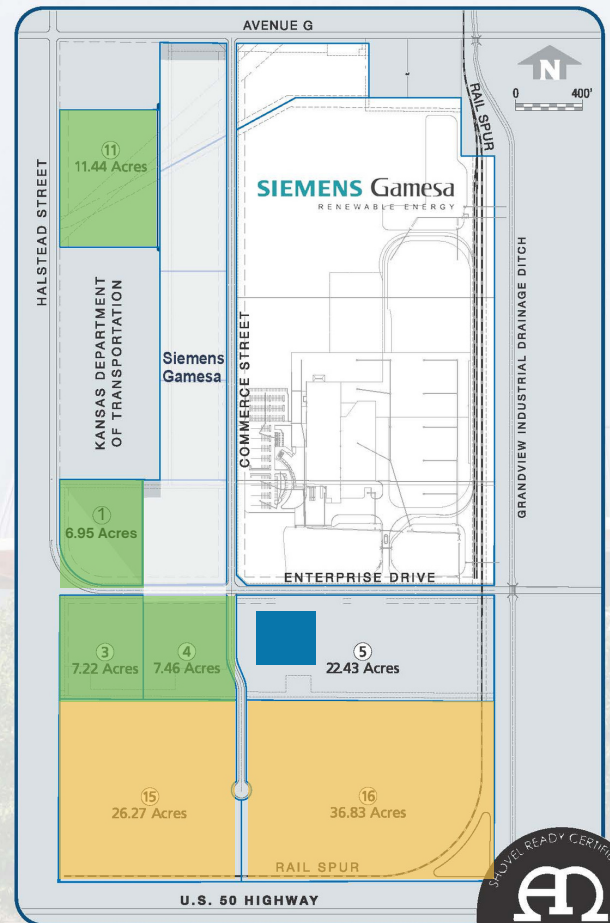 AVENUE G
N
0 400'
RAIL SPUR
11
11.44 Acres
SIEMENS Gamesa
RENEWABLE ENERGY
HALSTEAD STREET
KANSAS DEPARTMENT
OF TRANSPORTATION
Siemens
Gamesa
COMMERCE STREET
GRANDVIEW INDUSTRIAL DRAINAGE DITCH
1
6.95 Acres
ENTERPRISE DRIVE
3
7.22 Acres
4
7.46 Acres
5
22.43 Acres
15
26.27 Acres
16
36.83 Acres
RAIL SPUR
U.S. 50 HIGHWAY
SHOVEL READY CERTIFIE